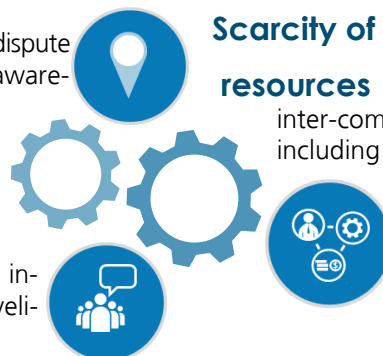 dispute
aware-
Scarcity of
resources
inter-com
including
in-
veli-